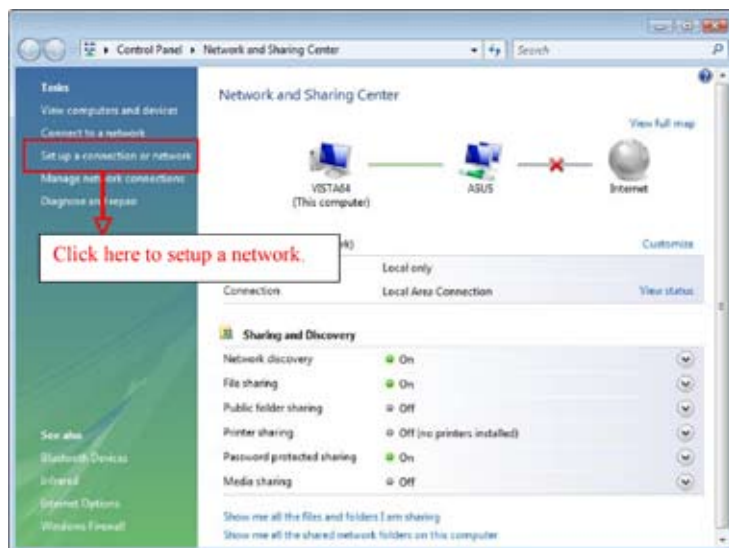 Control Panel ▸ Network and Sharing Center
Search
Tasks
View computers and devices
Connect to a network
Set up a connection or network
Manage network connections
Diagnose and repair
Click here to setup a network.
See also
Bluetooth Devices
Infrared
Internet Options
Windows Firewall
Network and Sharing Center
View full map
VISTA64
(This computer)
ASUS
Internet
Customize
Local only
Connection Local Area Connection View status
Sharing and Discovery
Network discovery On
File sharing On
Public folder sharing Off
Printer sharing Off (no printers installed)
Password protected sharing On
Media sharing Off
Show me all the files and folders I am sharing
Show me all the shared network folders on this computer